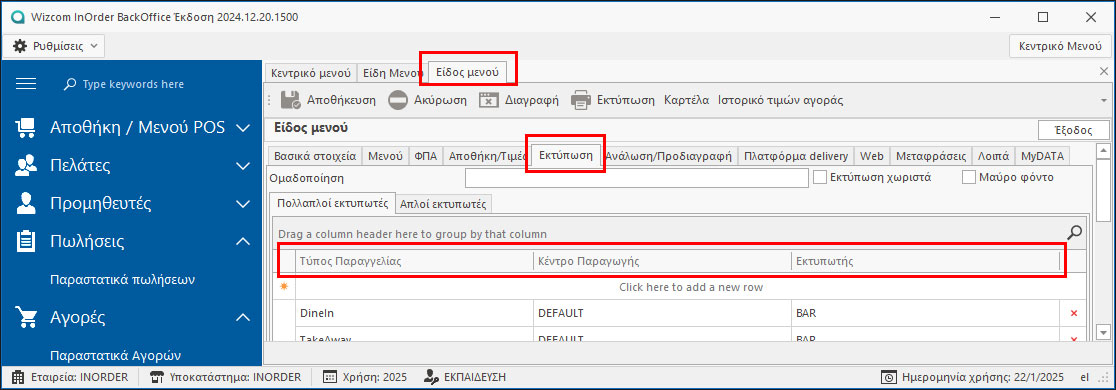 Wizcom InOrder BackOffice Έκδοση 2024.12.20.1500
Ρυθμίσεις
Κεντρικό Μενού
Type keywords here
Αποθήκη / Μενού POS
Πελάτες
Προμηθευτές
Πωλήσεις
Παραστατικά πωλήσεων
Αγορές
Παραστατικά Αγορών
Κεντρικό μενού Είδη Μενού Είδος μενού
Αποθήκευση Ακύρωση Διαγραφή Εκτύπωση Καρτέλα Ιστορικό τιμών αγοράς
Είδος μενού
Έξοδος
Βασικά στοιχεία Μενού ΦΠΑ Αποθήκη/Τιμές Εκτύπωση Ανάλωση/Προδιαγραφή Πλατφόρμα delivery Web Μεταφράσεις Λοιπά MyDATA
Ομαδοποίηση Εκτύπωση χωριστά Μαύρο φόντο
Πολλαπλοί εκτυπωτές Απλοί εκτυπωτές
Drag a column header here to group by that column
Τύπος Παραγγελίας Κέντρο Παραγωγής Εκτυπωτής
Click here to add a new row
DineIn DEFAULT BAR
TakeAway DEFAULT BAR
Εταιρεία: INORDER Υποκατάστημα: INORDER Χρήση: 2025 ΕΚΠΑΙΔΕΥΣΗ Ημερομηνία χρήσης: 22/1/2025 el